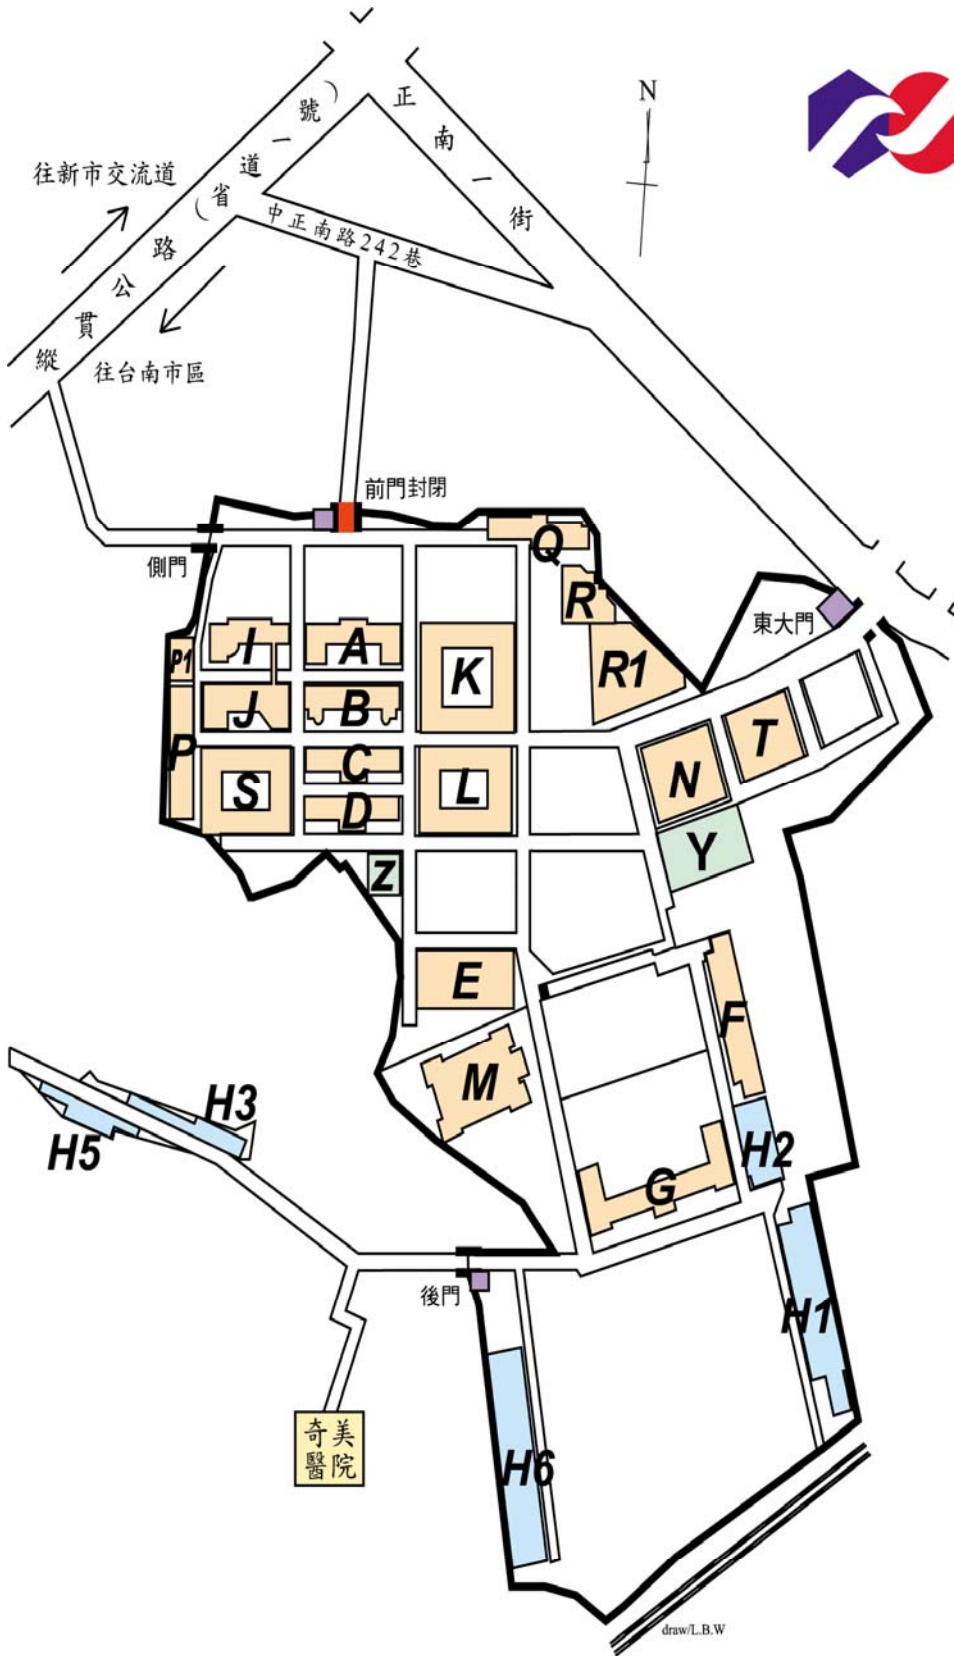 N
正南一街
縱貫公路(省道一號)
往新市交流道
中正南路242巷
往台南市區
前門封閉
側門
東大門
Q
R
I
A
K
R1
P1
J
B
T
P
S
C
L
N
D
Y
Z
E
F
M
H3
H5
H2
G
後門
H1
奇美
醫院
H6
draw/L.B.W